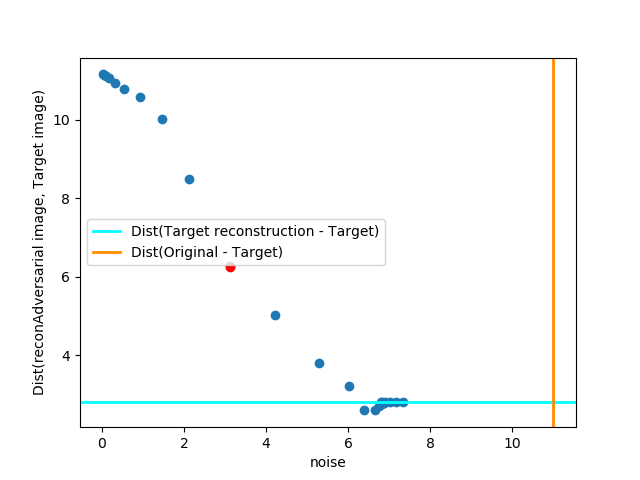 Dist(reconAdversarial image, Target image)
10
8
6
4
Dist(Target reconstruction - Target)
Dist(Original - Target)
0 2 4 6 8 10
noise